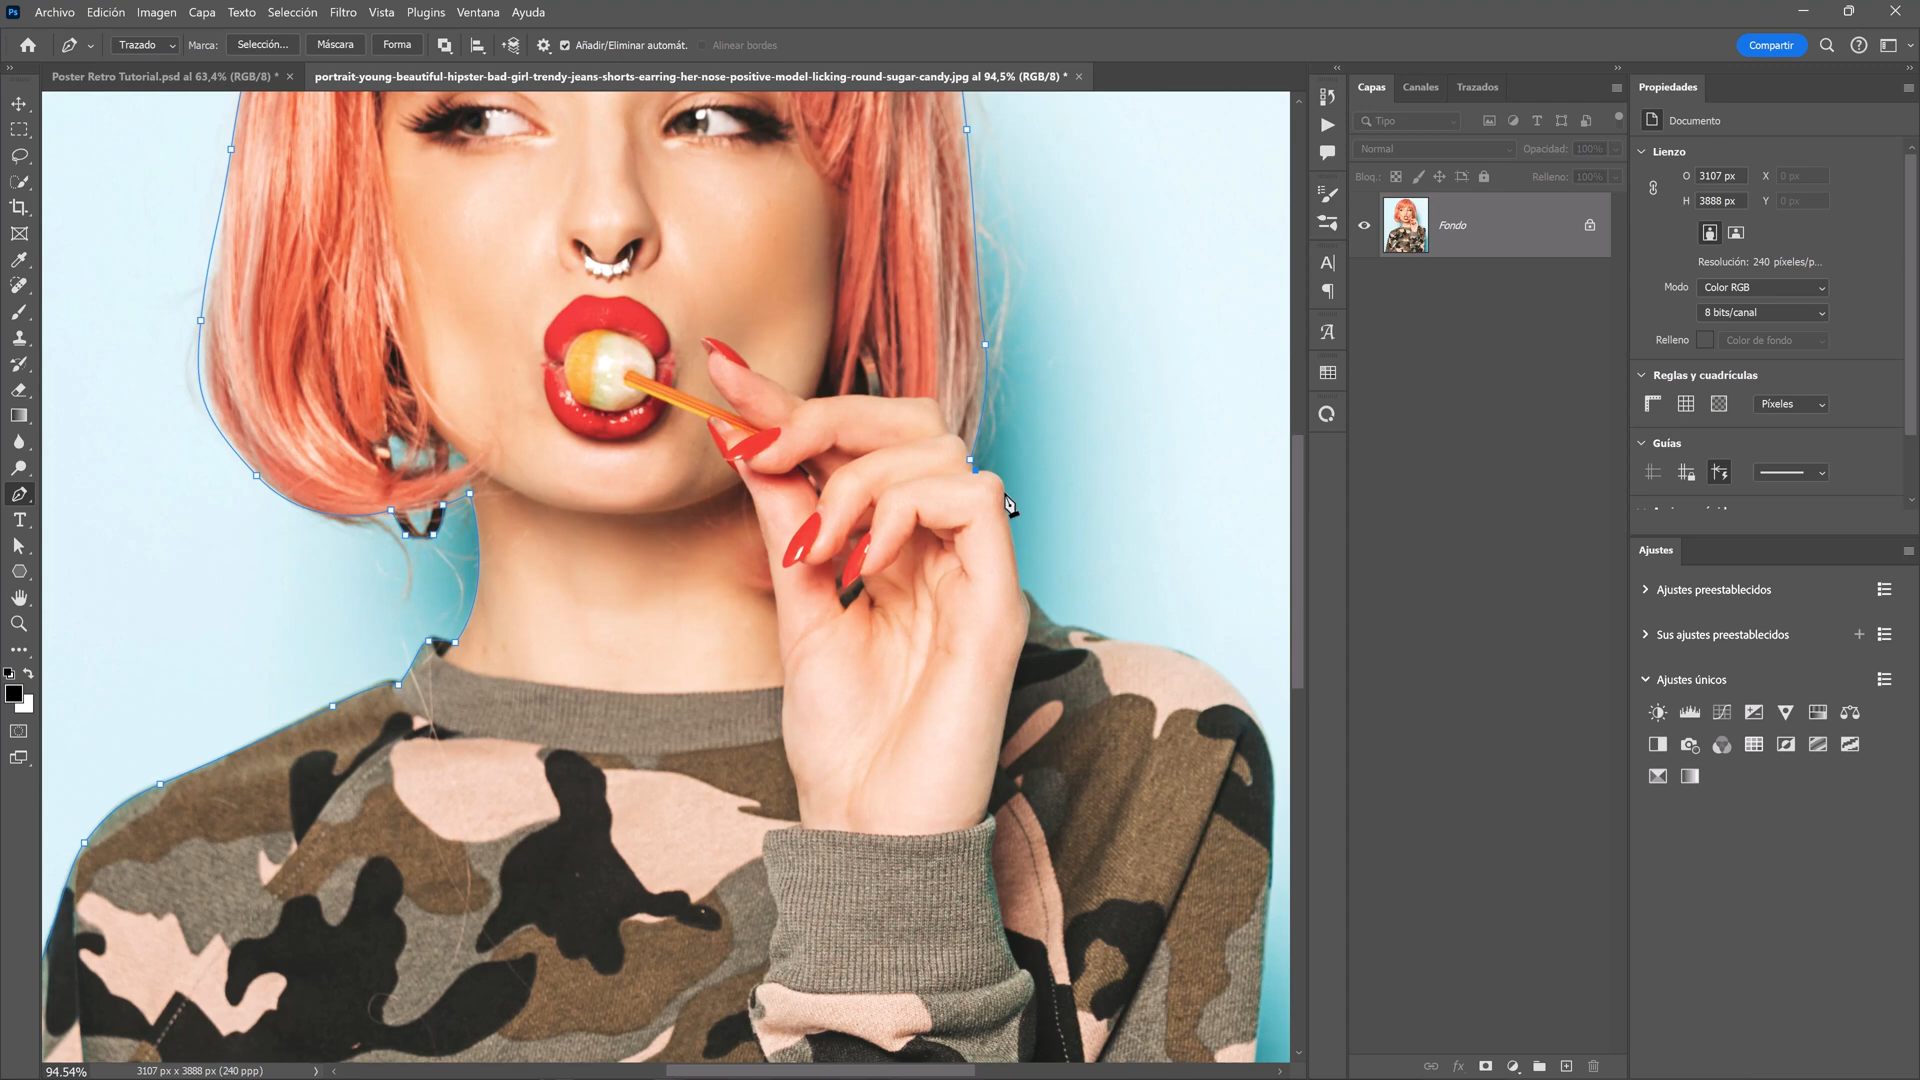 Ps Archivo Edición Imagen Capa Texto Selección Filtro Vista Plugins Ventana Ayuda
Trazado Marca: Selección... Máscara Forma Añadir/Eliminar automát. Alinear bordes Compartir
Poster Retro Tutorial.psd al 63,4% (RGB/8) * portrait-young-beautiful-hipster-bad-girl-trendy-jeans-shorts-earring-her-nose-positive-model-licking-round-sugar-candy.jpg al 94,5% (RGB/8) *
Capas Canales Trazados
Tipo
Normal Opacidad: 100%
Bloq.: Relleno: 100%
Fondo
Propiedades
Documento
Lienzo
O 3107 px X 0 px
H 3888 px Y 0 px
Resolución: 240 píxeles/p...
Modo Color RGB
8 bits/canal
Relleno Color de fondo
Reglas y cuadrículas
Píxeles
Guías
Ajustes
Ajustes preestablecidos
Sus ajustes preestablecidos
Ajustes únicos
94.54% 3107 px x 3888 px (240 ppp)